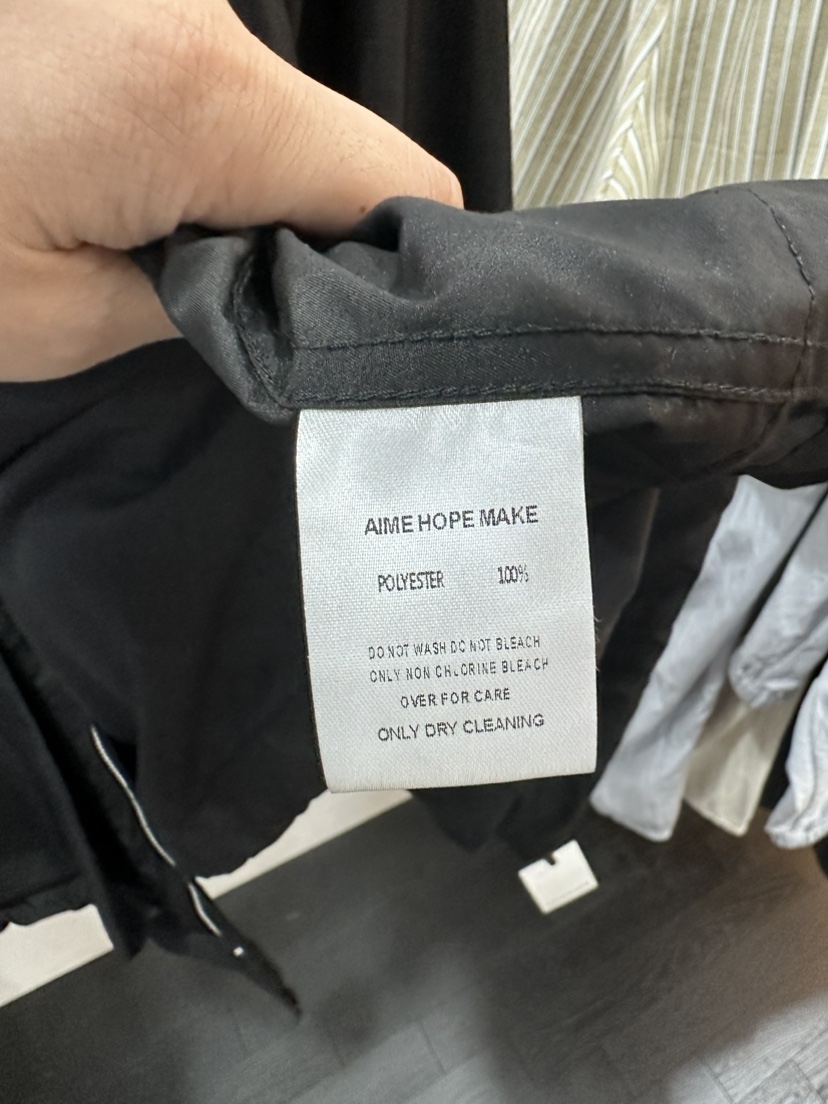 AIME HOPE MAKE
POLYESTER 100%
DO NOT WASH DO NOT BLEACH
ONLY NON CHLORINE BLEACH
OVER FOR CARE
ONLY DRY CLEANING